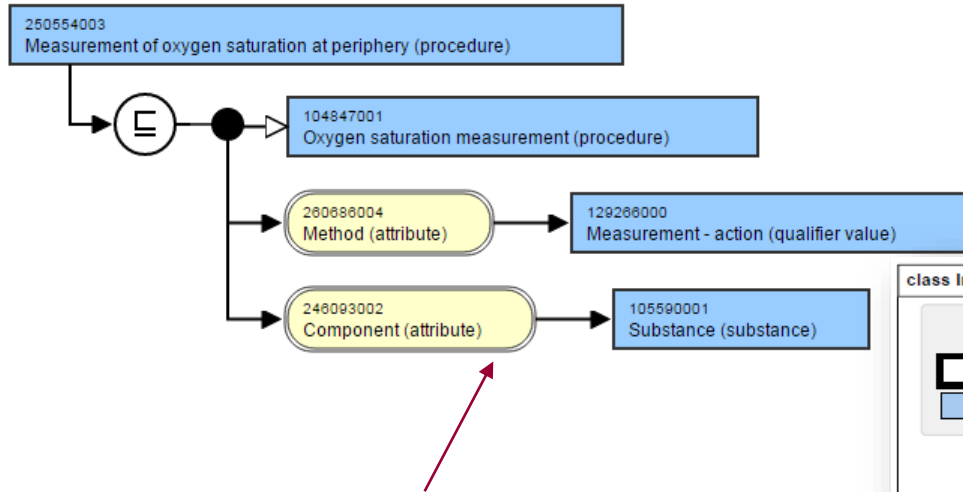 250554003
Measurement of oxygen saturation at periphery (procedure)
⊑
104847001
Oxygen saturation measurement (procedure)
260686004
Method (attribute)
129266000
Measurement - action (qualifier value)
class I
246093002
Component (attribute)
105590001
Substance (substance)